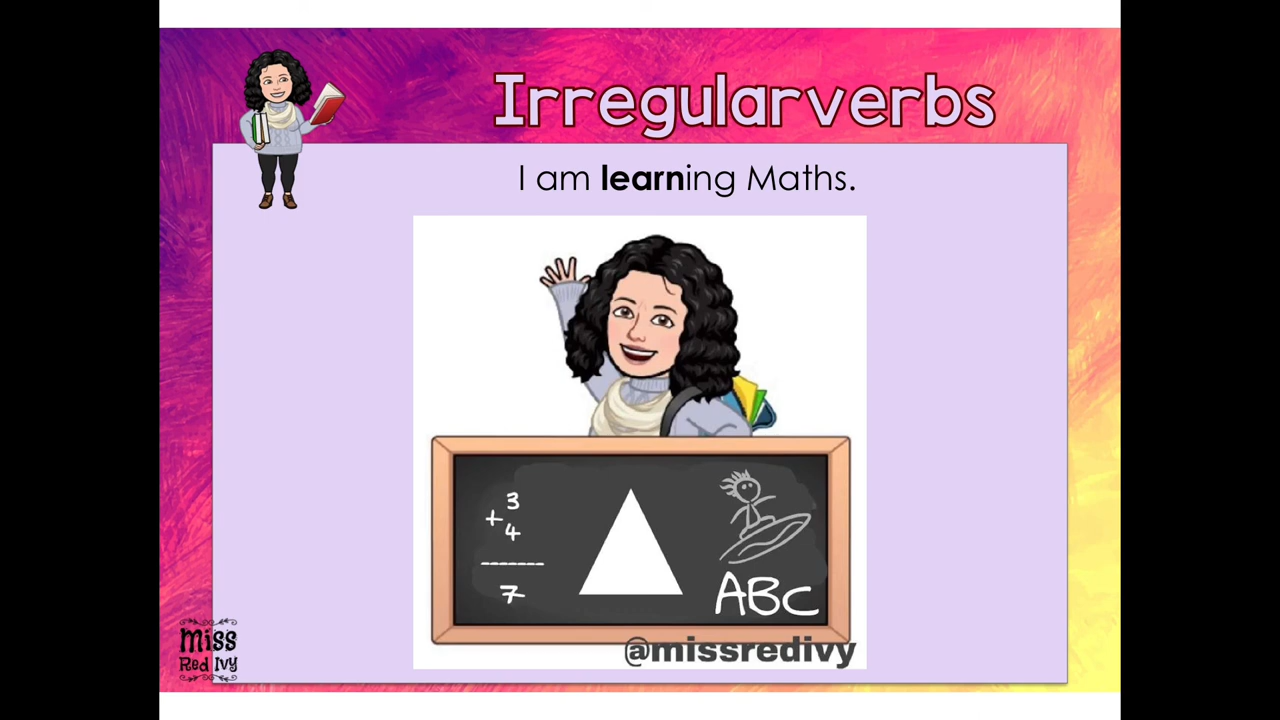 Irregularverbs
I am learning Maths.
3
+
4
-------
7
ABC
@missredivy
Miss
Red Ivy